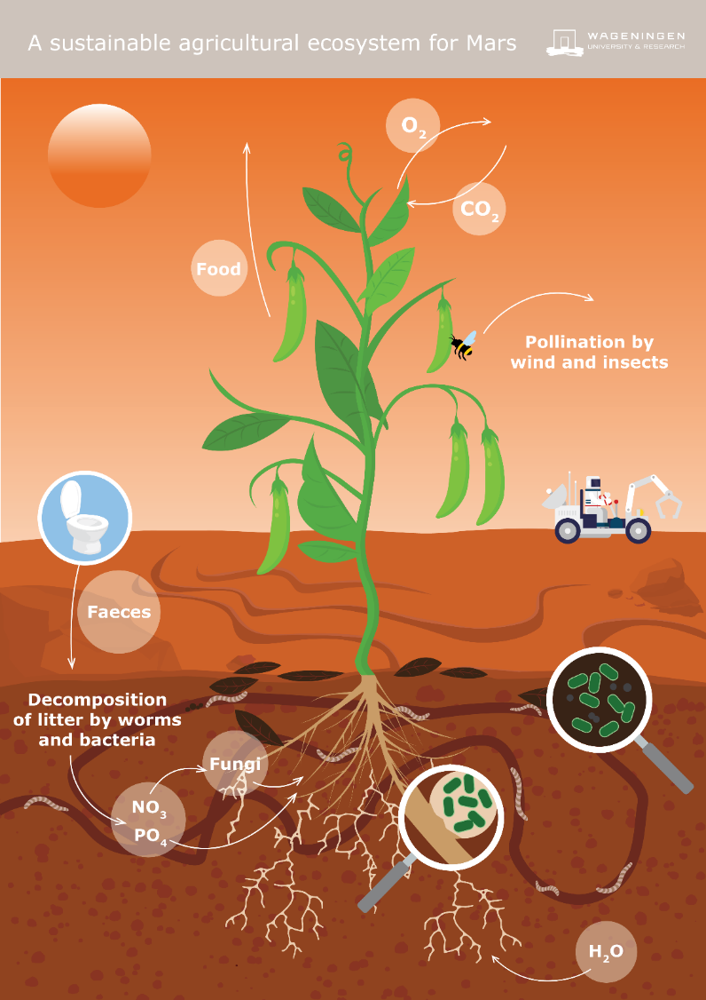 A sustainable agricultural ecosystem for Mars
WAGENINGEN
UNIVERSITY & RESEARCH
O2
CO2
Food
Pollination by
wind and insects
Faeces
Decomposition
of litter by worms
and bacteria
Fungi
NO3
PO4
H2O